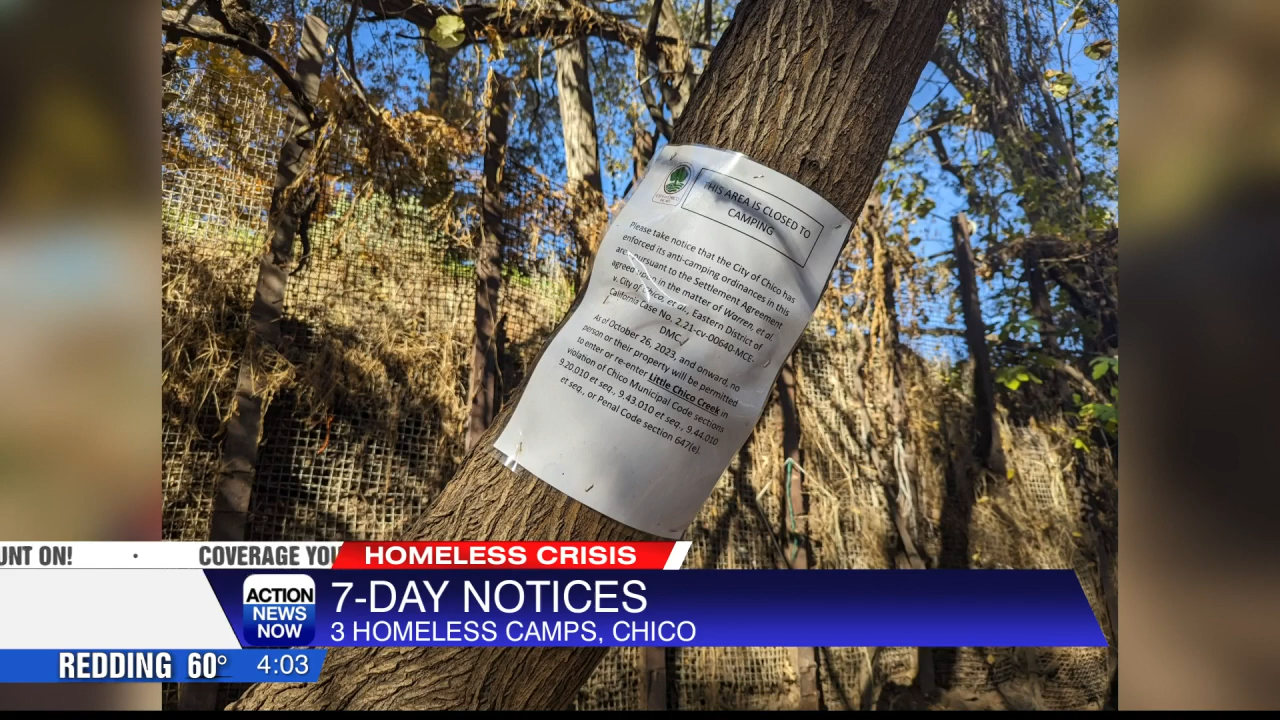 THIS AREA IS CLOSED TO
CAMPING
Please take notice that the City of Chico has
enforced its anti-camping ordinances in this
area pursuant to the Settlement Agreement
agreed upon in the matter of Warren, et al.
v. City of Chico, et al., Eastern District of
California Case No. 2:21-cv-00640-MCE-
DMC.
As of October 26, 2023, and onward, no
person or their property will be permitted
to enter or re-enter Little Chico Creek in
violation of Chico Municipal Code sections
9.20.010 et seq., 9.43.010 et seq., 9.44.010
et seq., or Penal Code section 647(e).
UNT ON! • COVERAGE YOU
HOMELESS CRISIS
ACTION
NEWS
NOW
7-DAY NOTICES
3 HOMELESS CAMPS, CHICO
REDDING 60° 4:03